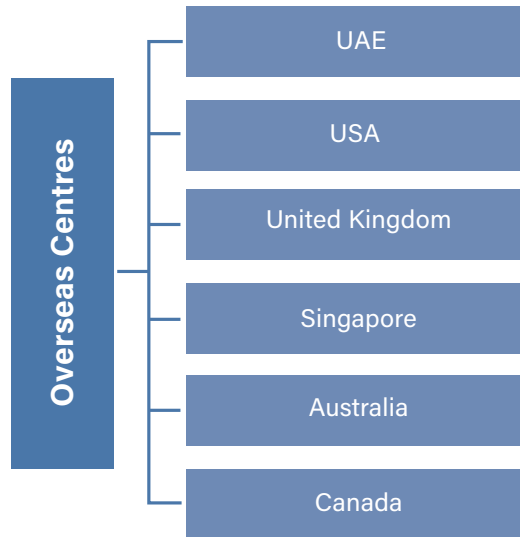 Overseas Centres
UAE
USA
United Kingdom
Singapore
Australia
Canada